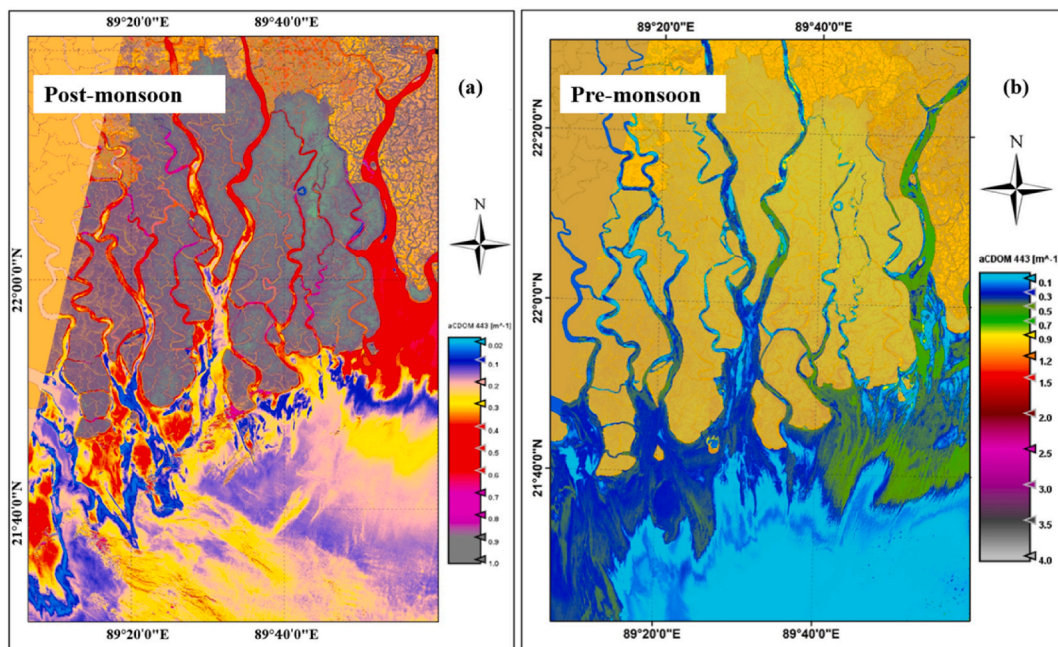 89°20'0"E 89°40'0"E
Post-monsoon
(a)
N
22°00'0"N
21°40'0"N
aCDOM 443 [m^-1]
0.02
0.1
0.2
0.3
0.4
0.5
0.6
0.7
0.8
0.9
1.0
89°20'0"E 89°40'0"E
89°20'0"E 89°40'0"E
Pre-monsoon
(b)
N
22°20'0"N
22°0'0"N
21°40'0"N
aCDOM 443 [m^-1]
0.1
0.3
0.5
0.7
0.9
1.2
1.5
2.0
2.5
3.0
3.5
4.0
89°20'0"E 89°40'0"E